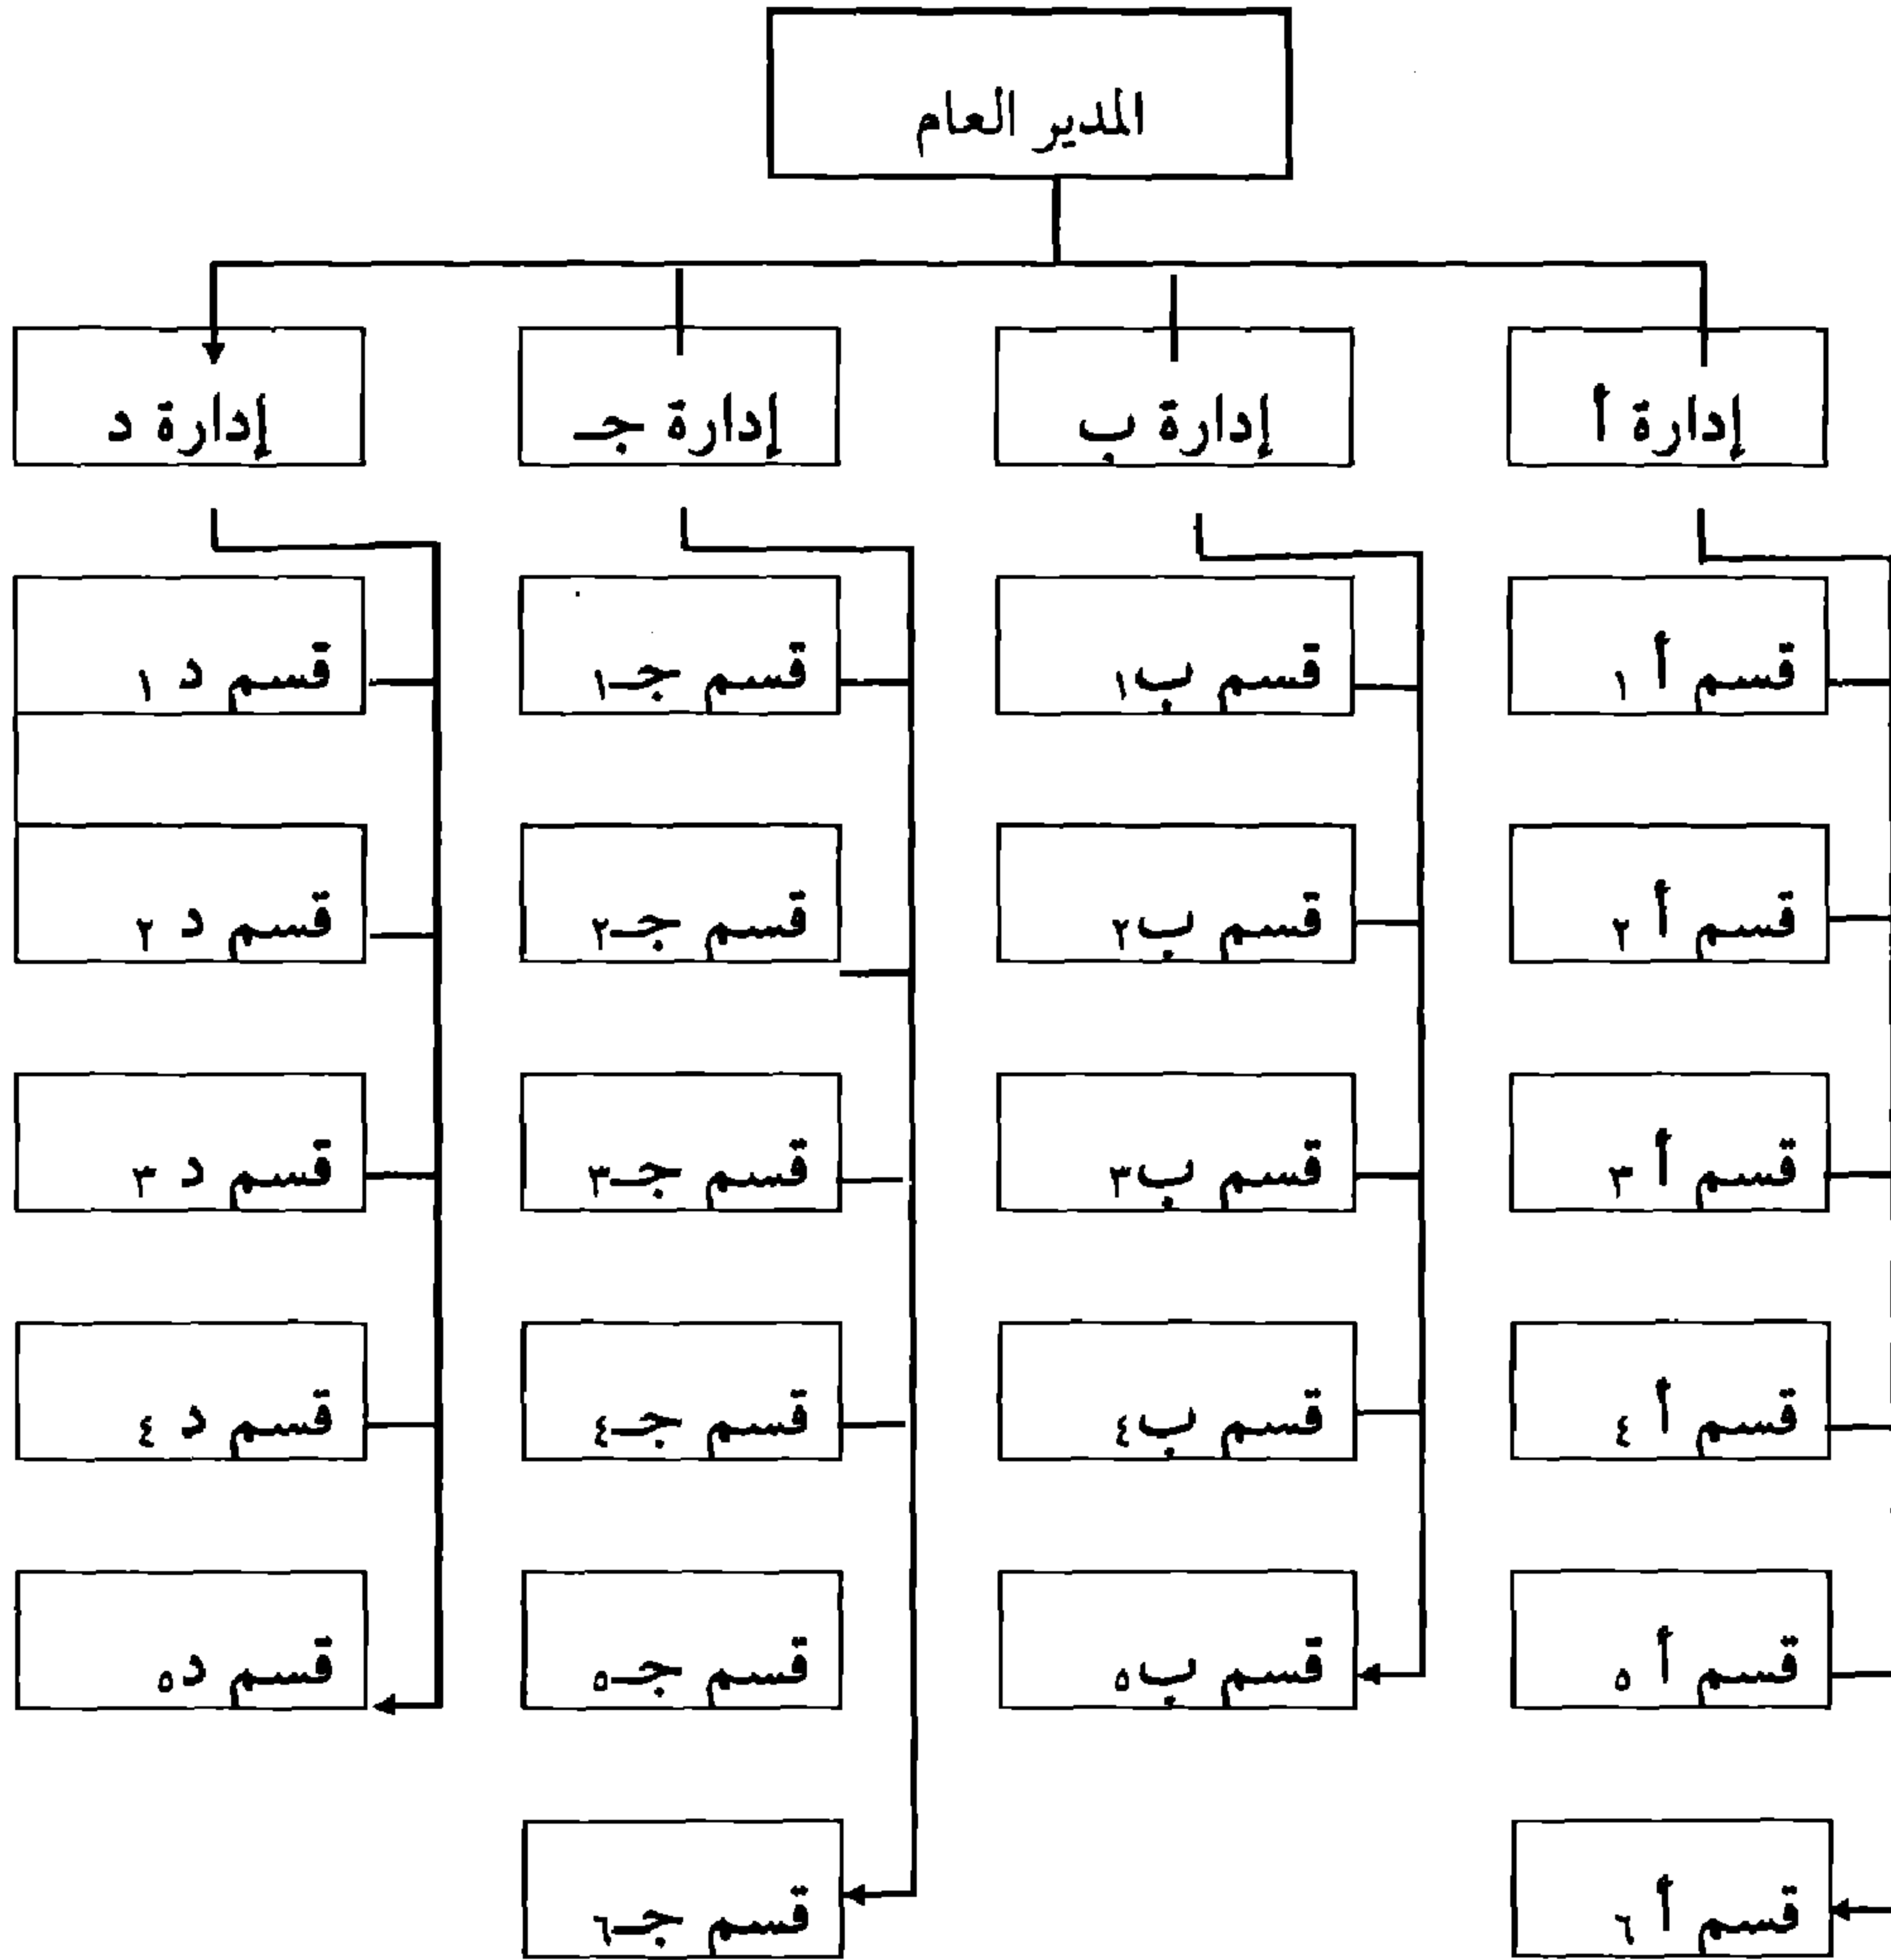 المدير العام
إدارة أ
إدارة ب
إدارة جـ
إدارة د
قسم أ ١
قسم ب١
قسم جـ١
قسم د ١
قسم أ ٢
قسم ب٢
قسم جـ٢
قسم د ٢
قسم أ ٣
قسم ب٣
قسم جـ٣
قسم د ٣
قسم أ ٤
قسم ب٤
قسم جـ٤
قسم د ٤
قسم أ ٥
قسم ب٥
قسم جـ٥
قسم د٥
قسم أ ٦
قسم جـ٦